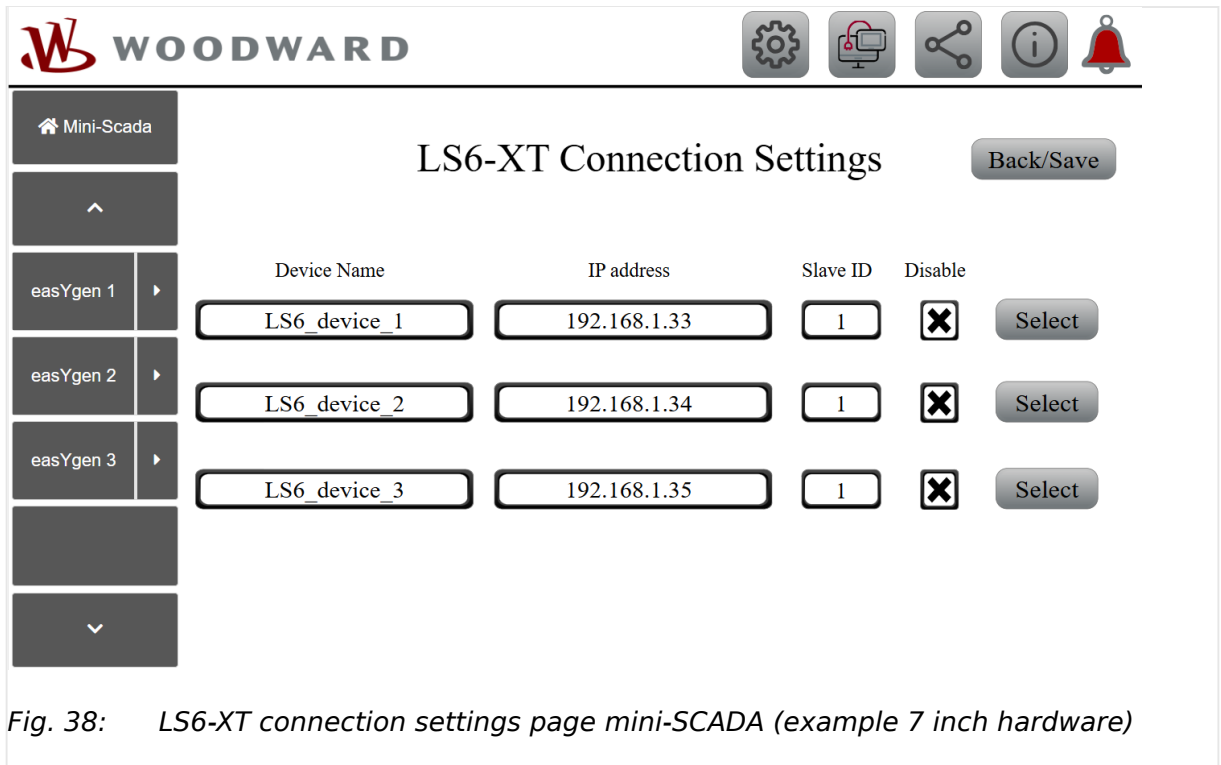 WOODWARD
Mini-Scada
LS6-XT Connection Settings
Back/Save
Device Name IP address Slave ID Disable
easYgen 1
LS6_device_1 192.168.1.33 1 Select
easYgen 2
LS6_device_2 192.168.1.34 1 Select
easYgen 3
LS6_device_3 192.168.1.35 1 Select
Fig. 38: LS6-XT connection settings page mini-SCADA (example 7 inch hardware)